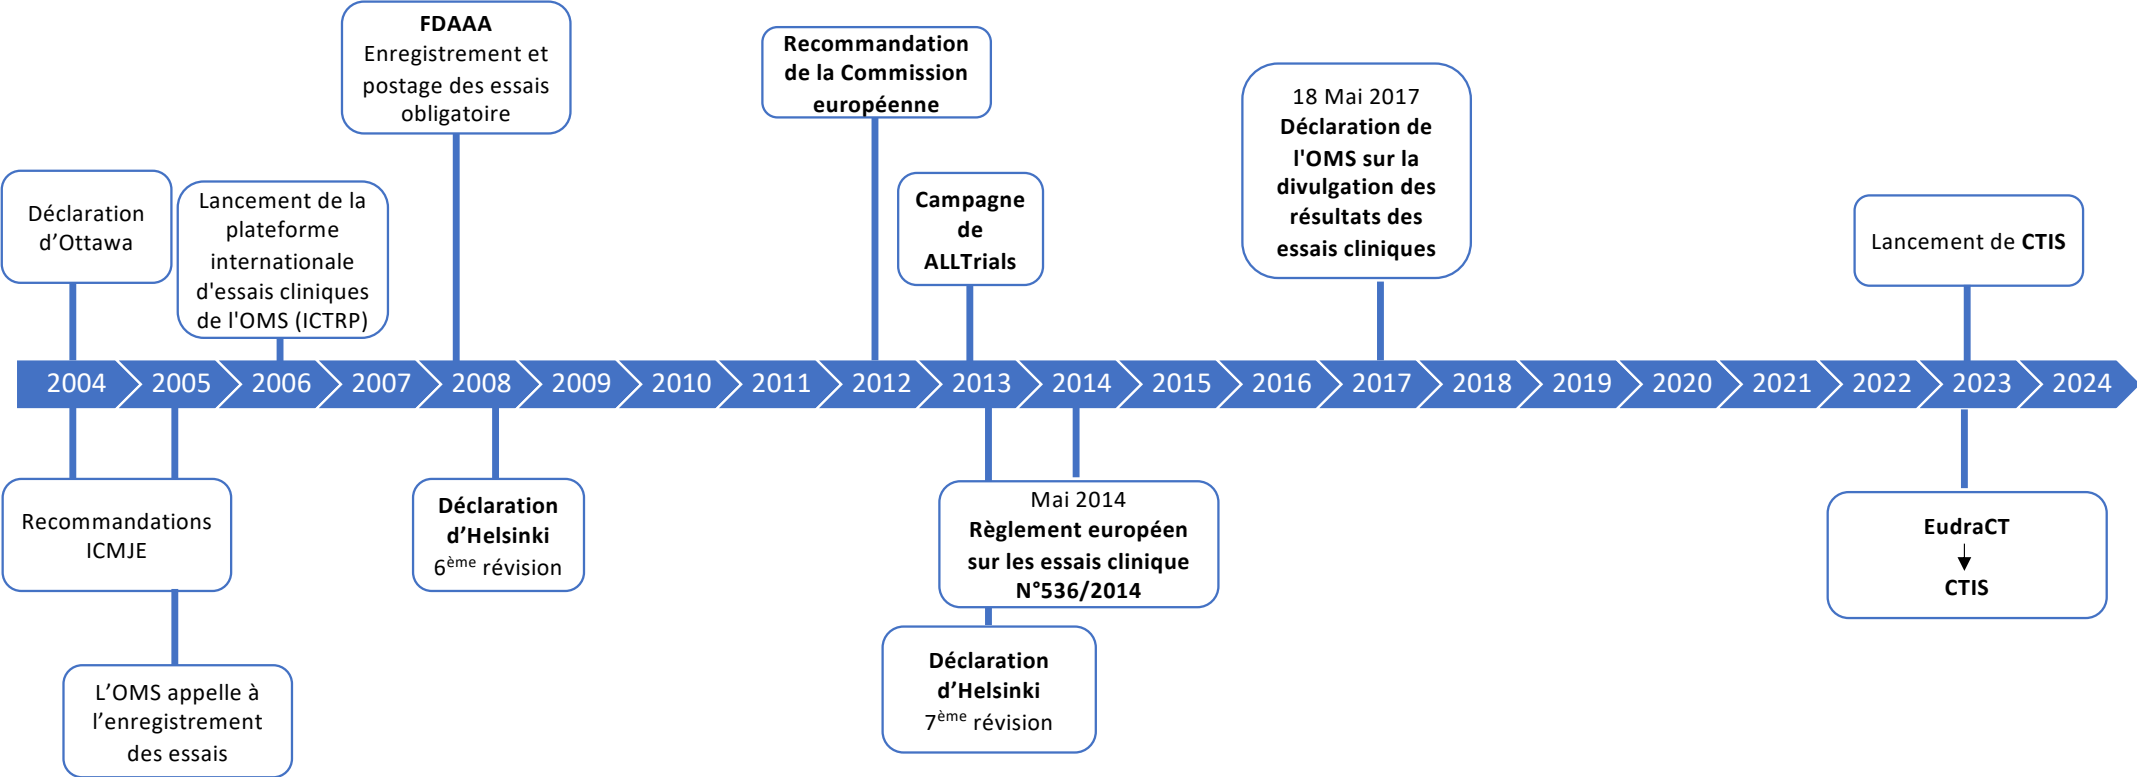 FDAAA
Enregistrement et
postage des essais
obligatoire
Recommandation
de la Commission
européenne
18 Mai 2017
Déclaration de
l'OMS sur la
divulgation des
résultats des
essais cliniques
Déclaration
d’Ottawa
Lancement de la
plateforme
internationale
d'essais cliniques
de l'OMS (ICTRP)
Campagne
de
ALLTrials
Lancement de CTIS
2004 2005 2006 2007 2008 2009 2010 2011 2012 2013 2014 2015 2016 2017 2018 2019 2020 2021 2022 2023 2024
Recommandations
ICMJE
Déclaration
d’Helsinki
6ème révision
Mai 2014
Règlement européen
sur les essais clinique
N°536/2014
EudraCT
CTIS
L’OMS appelle à
l’enregistrement
des essais
Déclaration
d’Helsinki
7ème révision